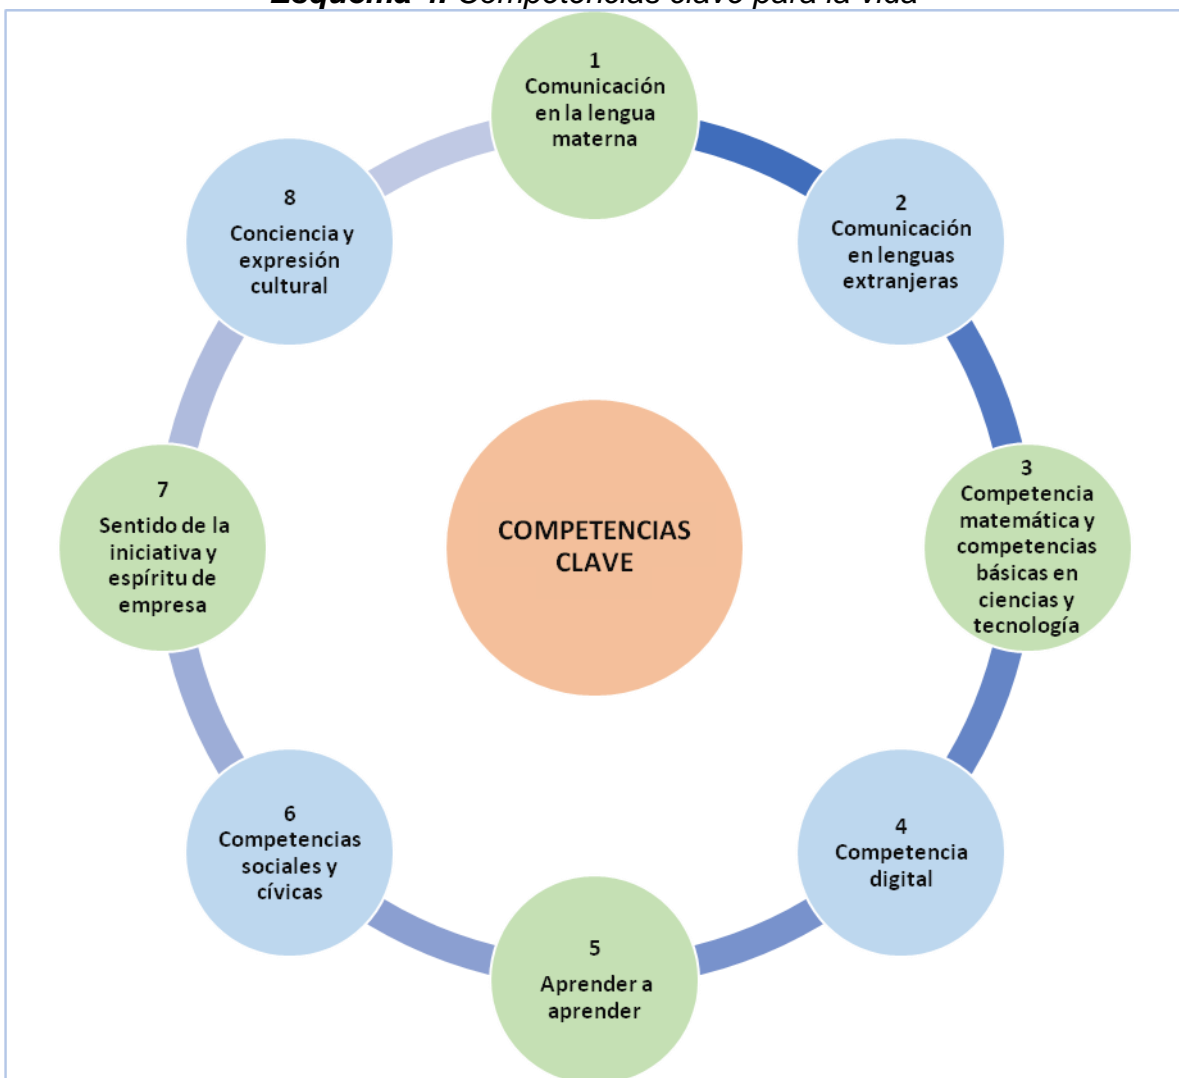 Esquema 4. Competencias clave para la vida
1
Comunicación
en la lengua
materna
2
Comunicación
en lenguas
extranjeras
3
Competencia
matemática y
competencias
básicas en
ciencias y
tecnología
4
Competencia
digital
5
Aprender a
aprender
6
Competencias
sociales y
cívicas
7
Sentido de la
iniciativa y
espíritu de
empresa
8
Conciencia y
expresión
cultural
COMPETENCIAS
CLAVE